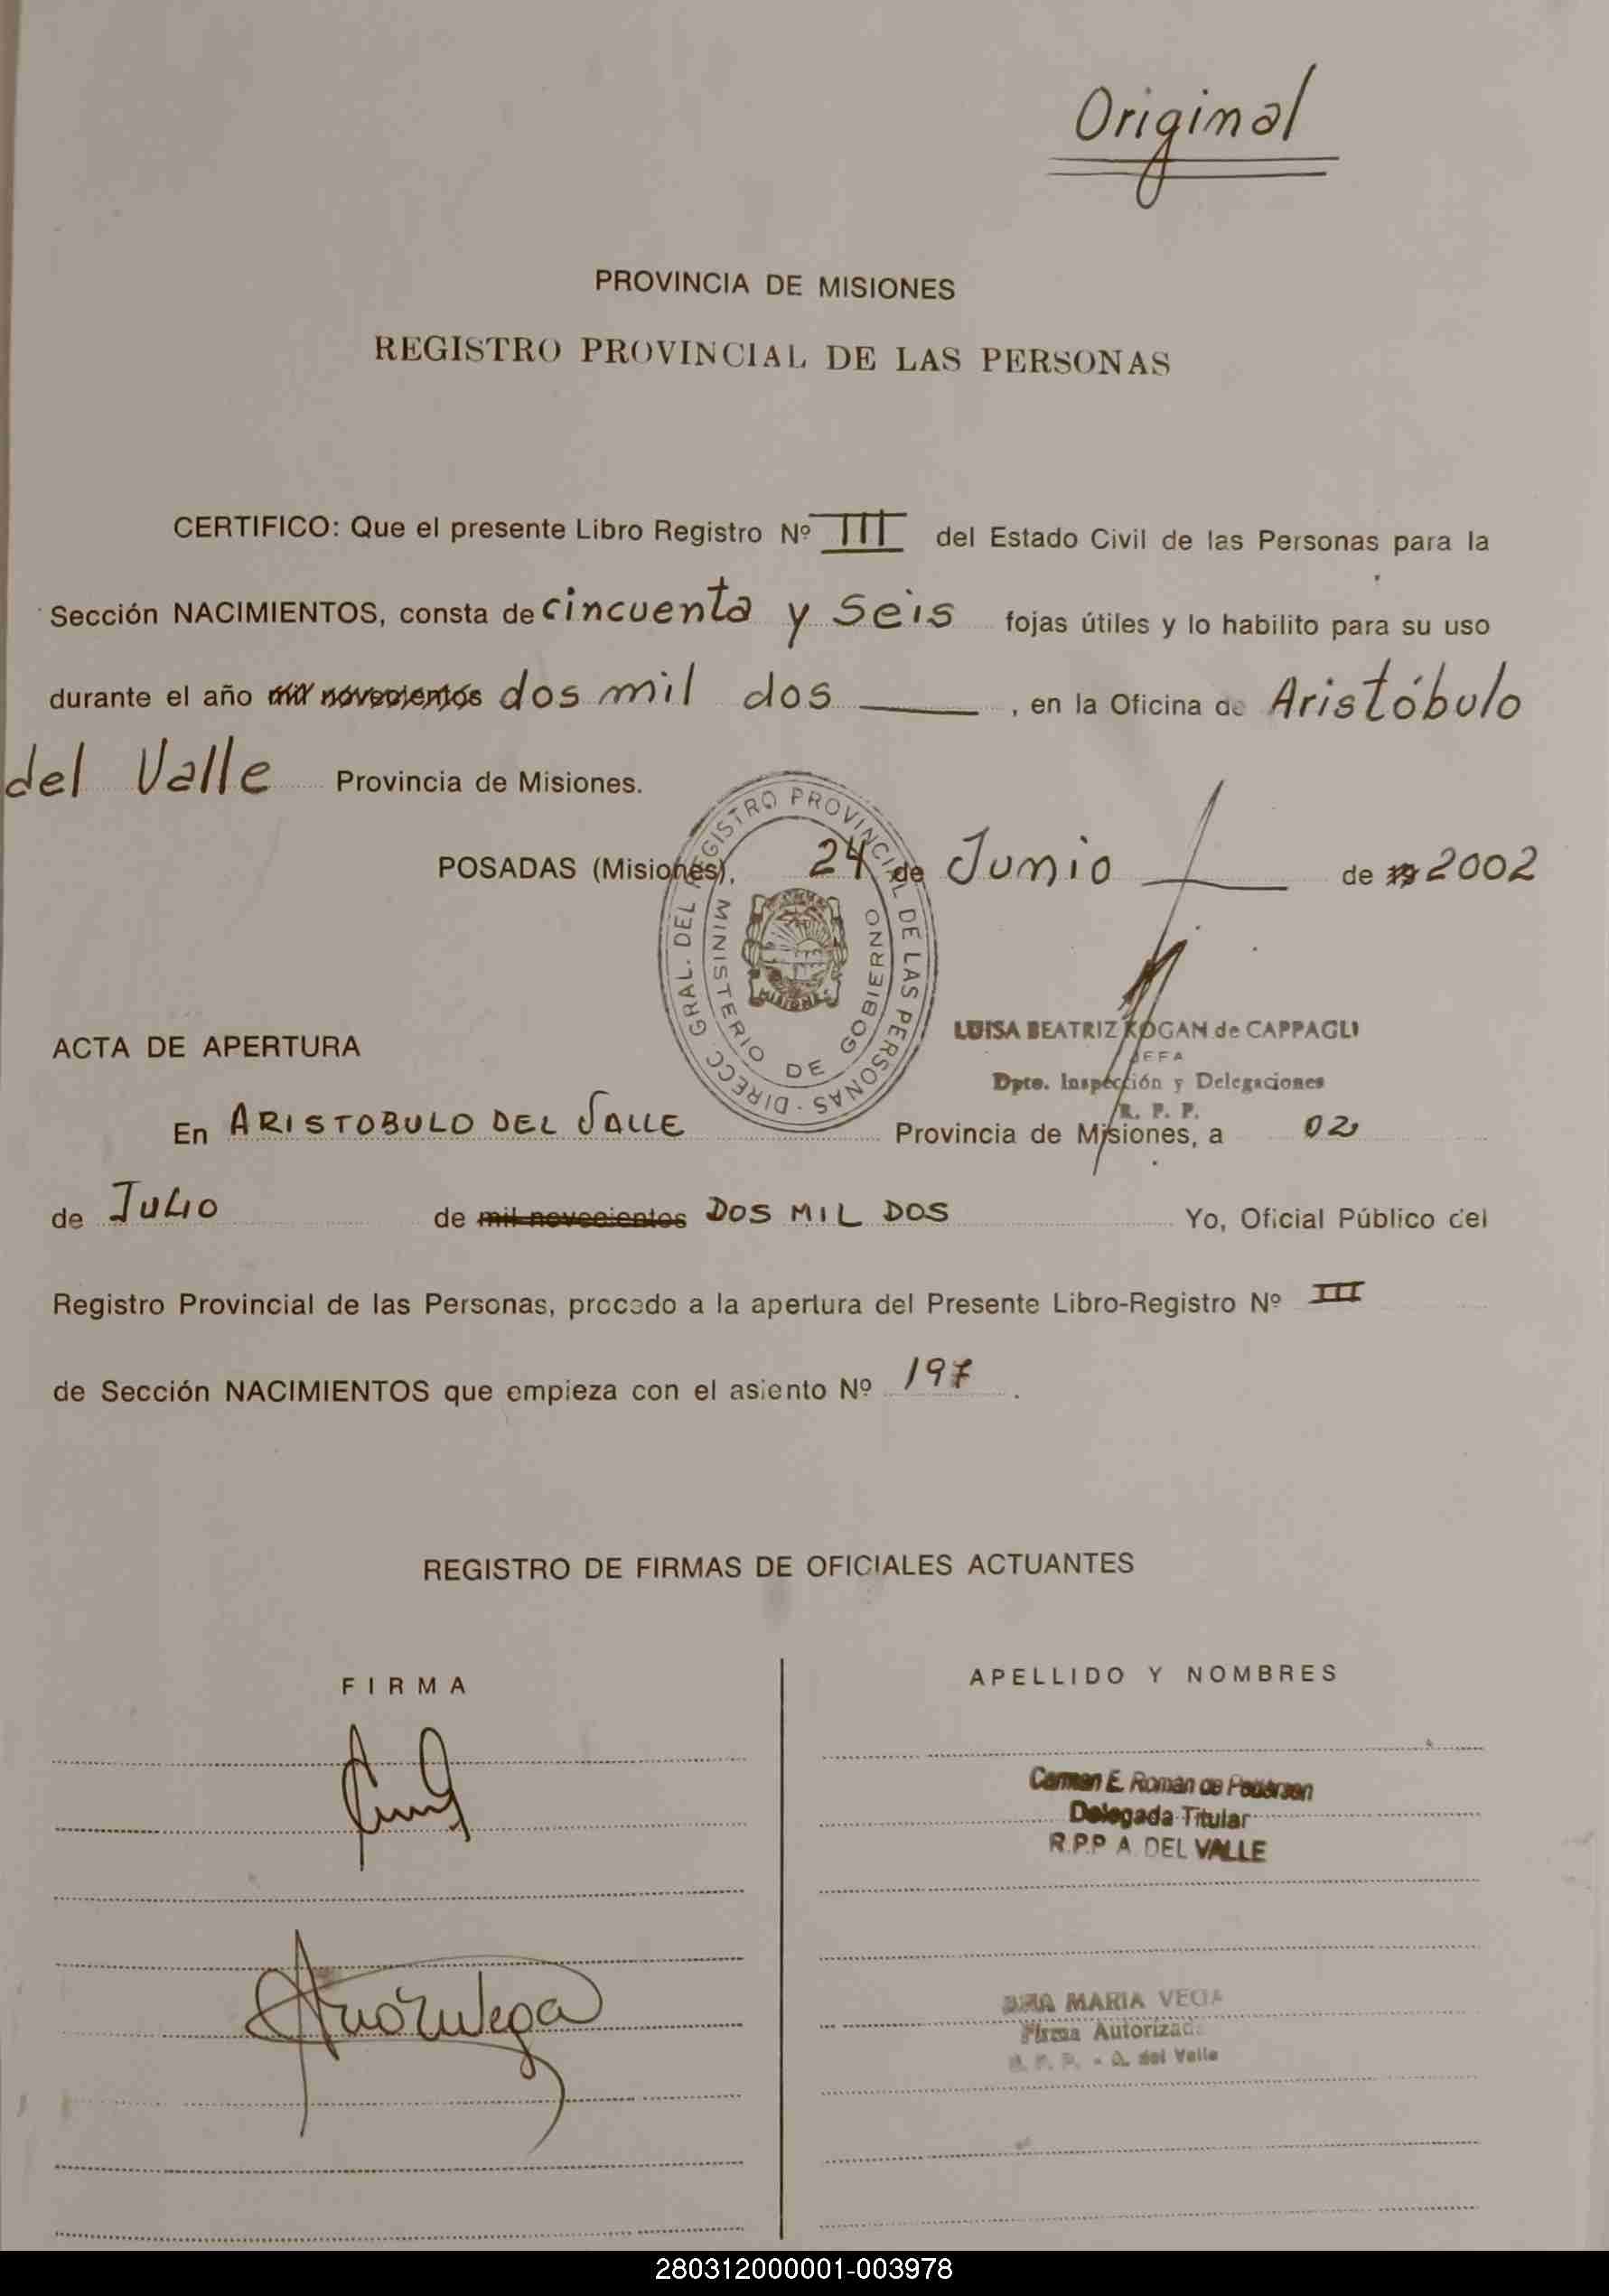 Original
PROVINCIA DE MISIONES
REGISTRO PROVINCIAL DE LAS PERSONAS
CERTIFICO: Que el presente Libro Registro Nº III del Estado Civil de las Personas para la
Sección NACIMIENTOS, consta de cincuenta y seis fojas útiles y lo habilito para su uso
durante el año mil novecientos dos mil dos , en la Oficina de Aristóbulo
del Valle Provincia de Misiones.
POSADAS (Misiones), 24 de Junio de 19 2002
DIRECC. GRAL. DEL REGISTRO PROVINCIAL DE LAS PERSONAS
MINISTERIO DE GOBIERNO
MISIONES
LUISA BEATRIZ KOGAN de CAPPAGLI
JEFA
Dpto. Inspección y Delegaciones
R. P. P.
ACTA DE APERTURA
En ARISTOBULO DEL VALLE Provincia de Misiones, a 02
de JULIO de mil novecientos DOS MIL DOS Yo, Oficial Público del
Registro Provincial de las Personas, procedo a la apertura del Presente Libro-Registro Nº III
de Sección NACIMIENTOS que empieza con el asiento Nº 197 .
REGISTRO DE FIRMAS DE OFICIALES ACTUANTES
FIRMA
APELLIDO Y NOMBRES
Carmen E. Roman de Pedersen
Delegada Titular
R.P.P A. DEL VALLE
MARIA VEGA
Firma Autorizada
R. P. P. - A. del Valle
280312000001-003978